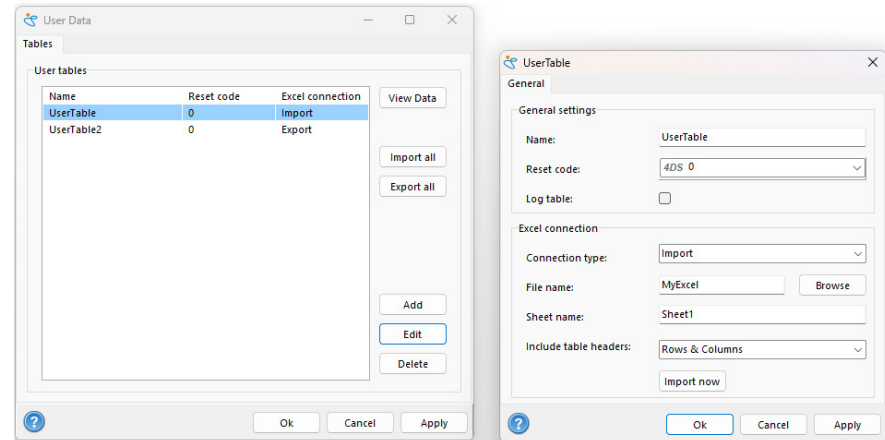 User Data
Tables
User tables
Name Reset code Excel connection
UserTable 0 Import
UserTable2 0 Export
View Data
Import all
Export all
Add
Edit
Delete
?
Ok Cancel Apply
UserTable
General
General settings
Name: UserTable
Reset code: 4DS 0
Log table:
Excel connection
Connection type: Import
File name: MyExcel Browse
Sheet name: Sheet1
Include table headers: Rows & Columns
Import now
?
Ok Cancel Apply